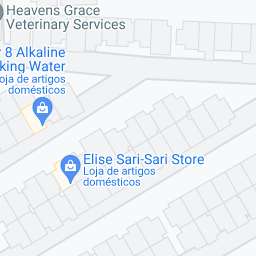 Heavens Grace
Veterinary Services
8 Alkaline
king Water
Loja de artigos
domésticos
Elise Sari-Sari Store
Loja de artigos
domésticos